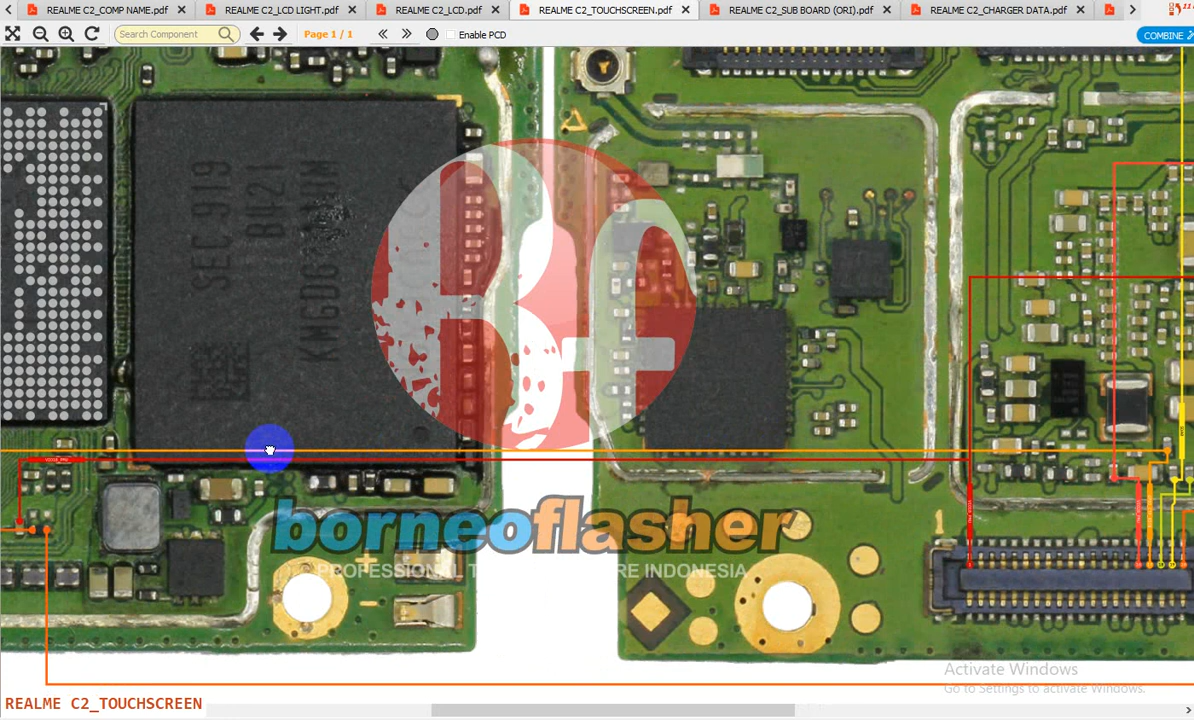 REALME C2_COMP NAME.pdf
REALME C2_LCD LIGHT.pdf
REALME C2_LCD.pdf
REALME C2_TOUCHSCREEN.pdf
REALME C2_SUB BOARD (ORI).pdf
REALME C2_CHARGER DATA.pdf
Search Component
Page 1 / 1
Enable PCD
COMBINE
SEC 919
B421
borneoflasher
PROFESSIONAL T
RE INDONESIA
Activate Windows
Go to Settings to activate Windows.
REALME C2_TOUCHSCREEN